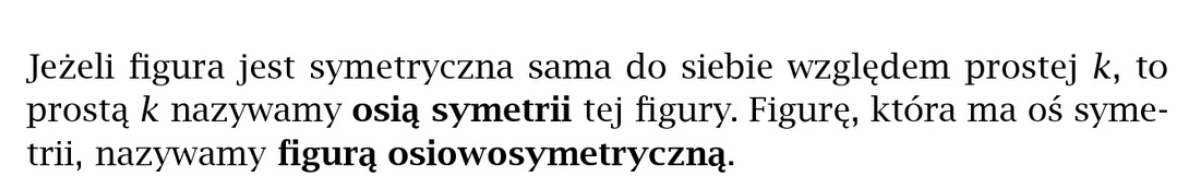 Jeżeli figura jest symetryczna sama do siebie względem prostej k, to
prostą k nazywamy osią symetrii tej figury. Figurę, która ma oś syme-
trii, nazywamy figurą osiowosymetryczną.